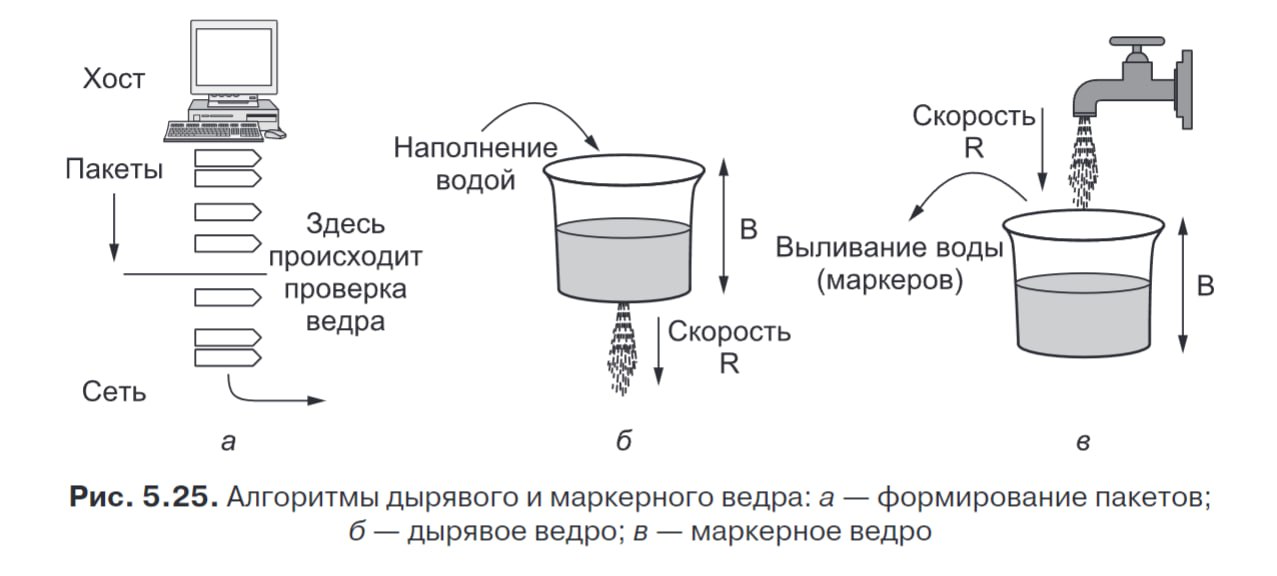 Хост
Пакеты
Здесь
происходит
проверка
ведра
Сеть
а
Наполнение
водой
B
Скорость
R
б
Скорость
R
Выливание воды
(маркеров)
B
в
Рис. 5.25. Алгоритмы дырявого и маркерного ведра: а — формирование пакетов;
б — дырявое ведро; в — маркерное ведро